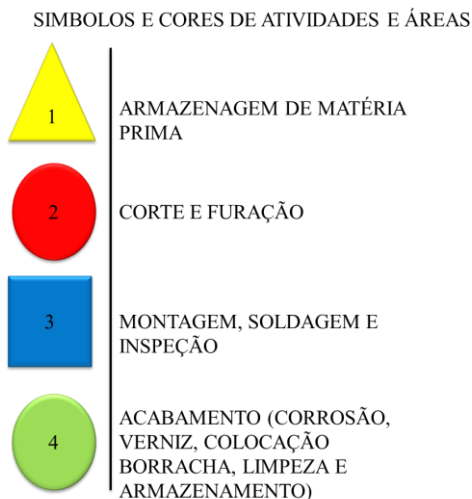 SIMBOLOS E CORES DE ATIVIDADES E ÁREAS
1
ARMAZENAGEM DE MATÉRIA
PRIMA
2
CORTE E FURAÇÃO
3
MONTAGEM, SOLDAGEM E
INSPEÇÃO
4
ACABAMENTO (CORROSÃO,
VERNIZ, COLOCAÇÃO
BORRACHA, LIMPEZA E
ARMAZENAMENTO)